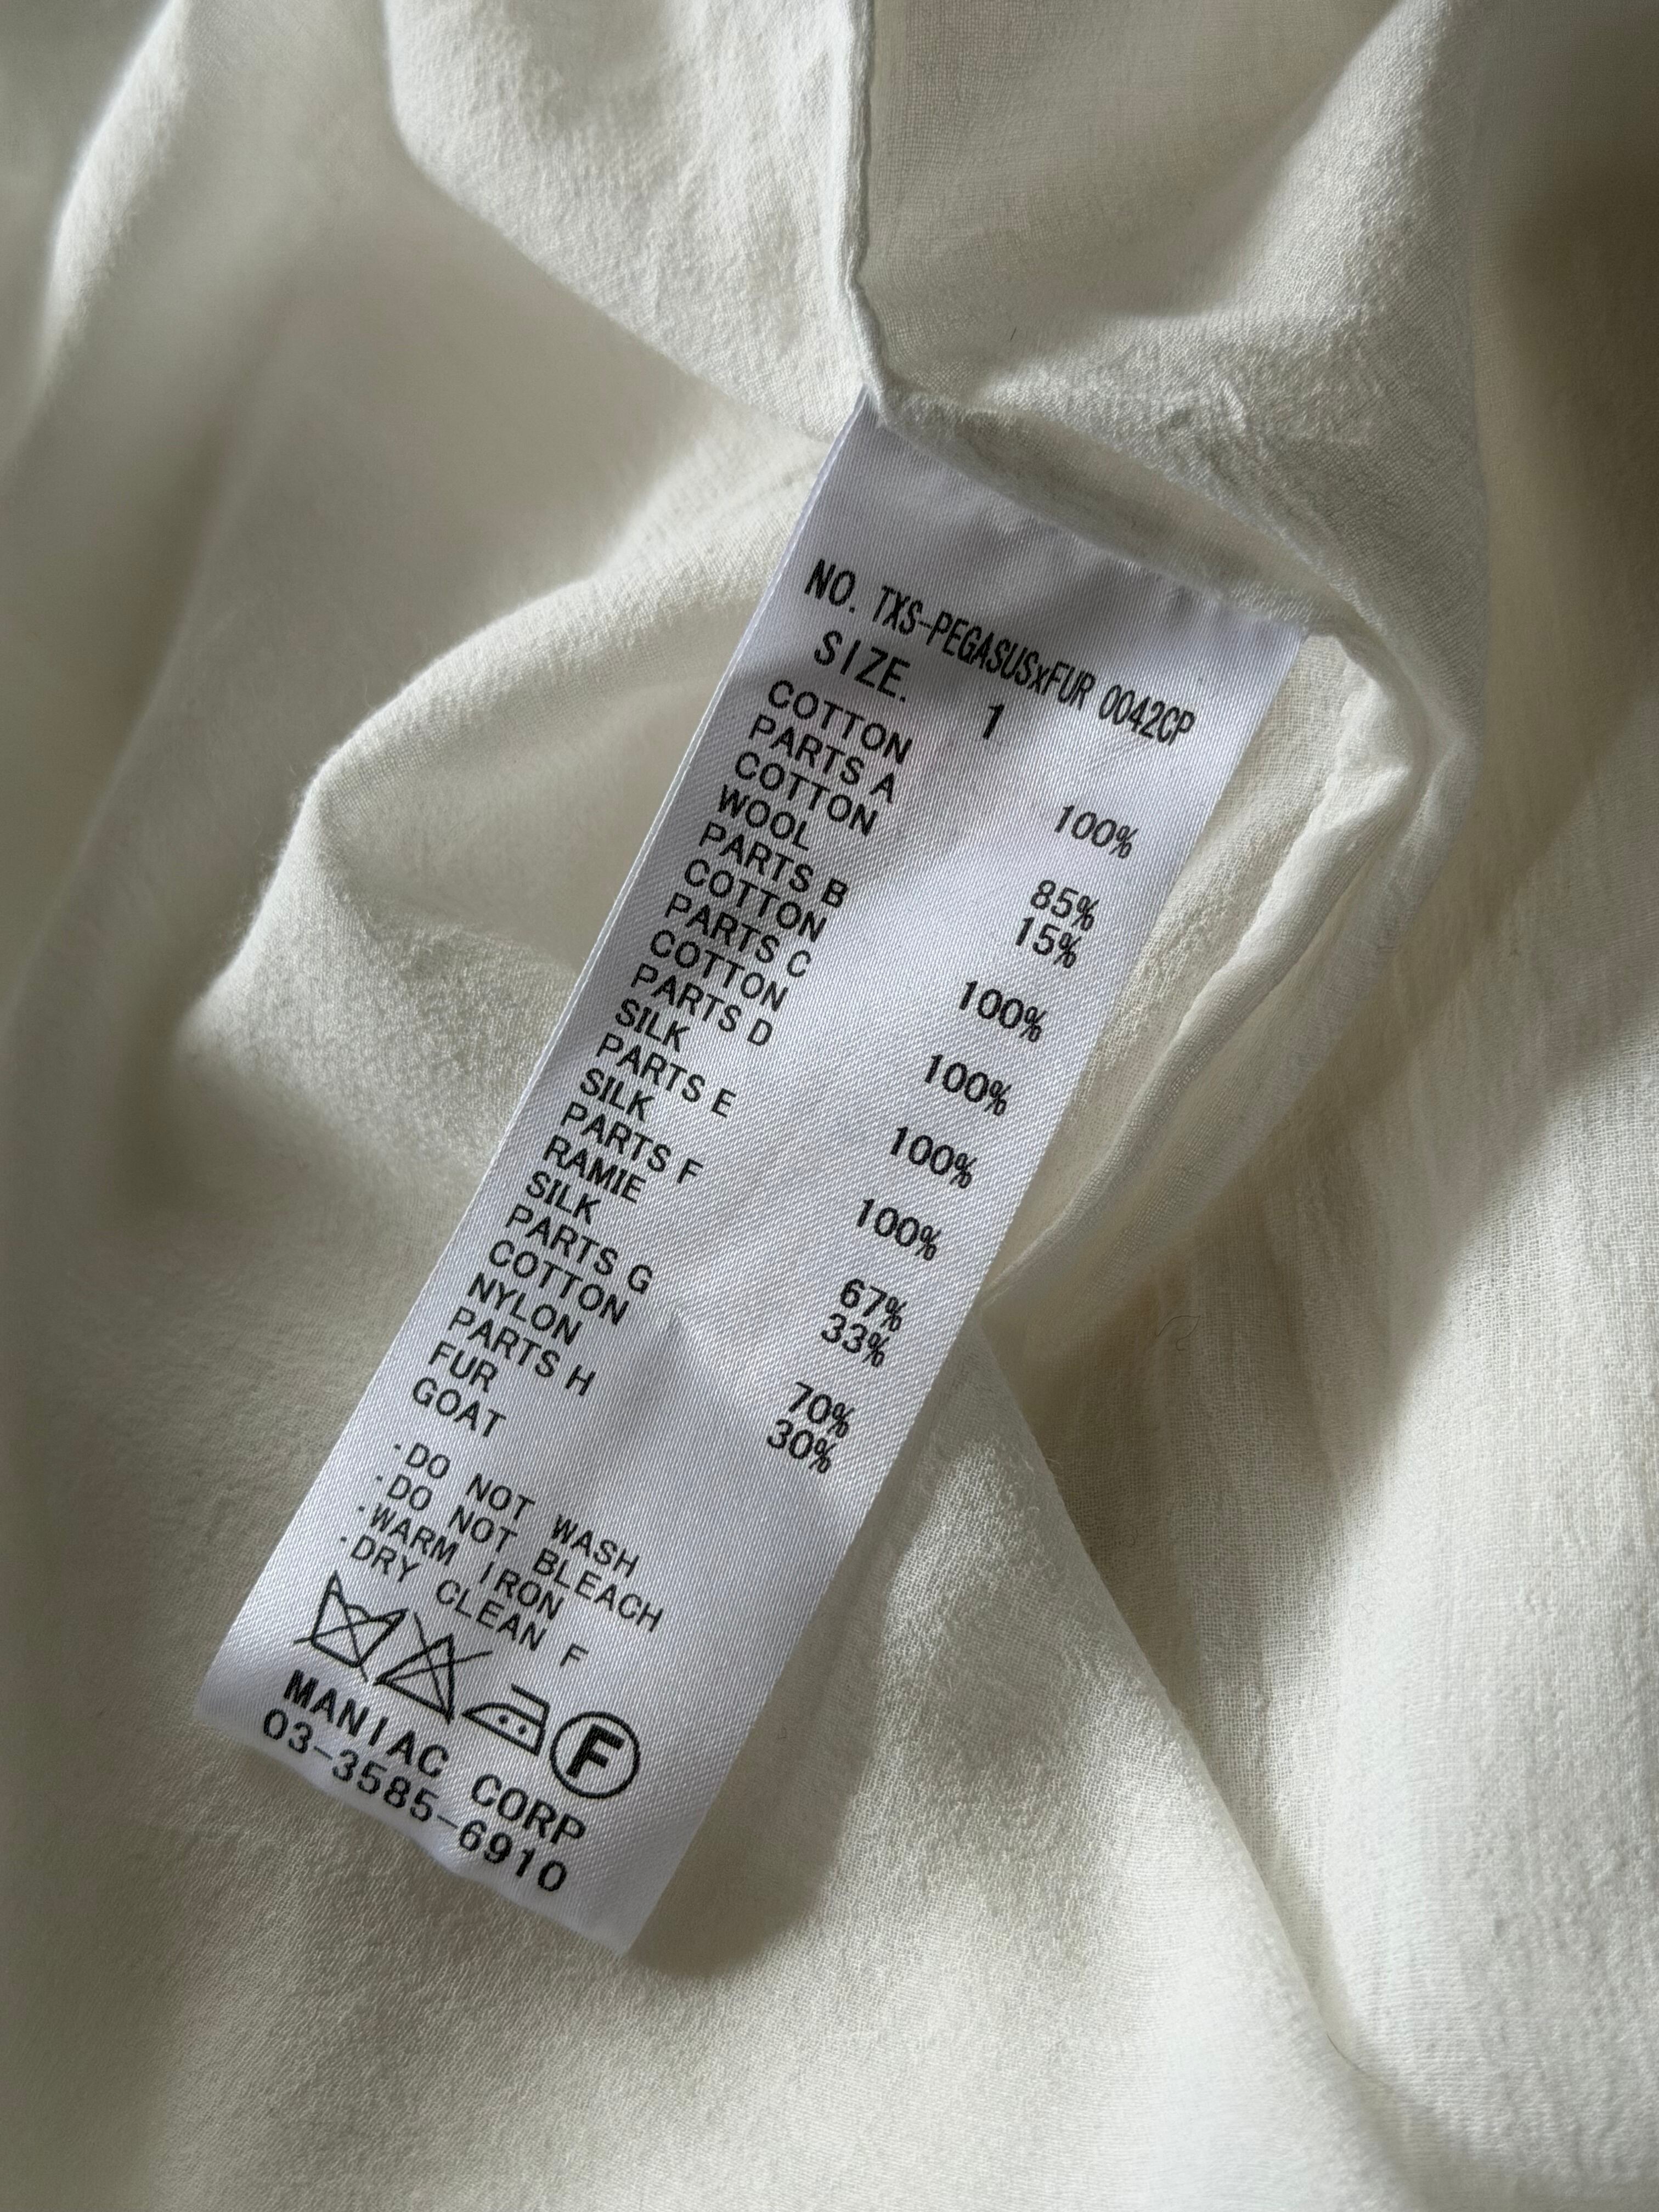 NO. TXS-PEGASUSxFUR 0042CP
SIZE. 1
COTTON 100%
PARTS A
COTTON 85%
WOOL 15%
PARTS B
COTTON 100%
PARTS C
COTTON 100%
PARTS D
SILK 100%
PARTS E
SILK 100%
PARTS F
RAMIE 67%
SILK 33%
PARTS G
COTTON 70%
NYLON 30%
PARTS H
FUR
GOAT
・DO NOT WASH
・DO NOT BLEACH
・WARM IRON
・DRY CLEAN F
F
MANIAC CORP
03-3585-6910